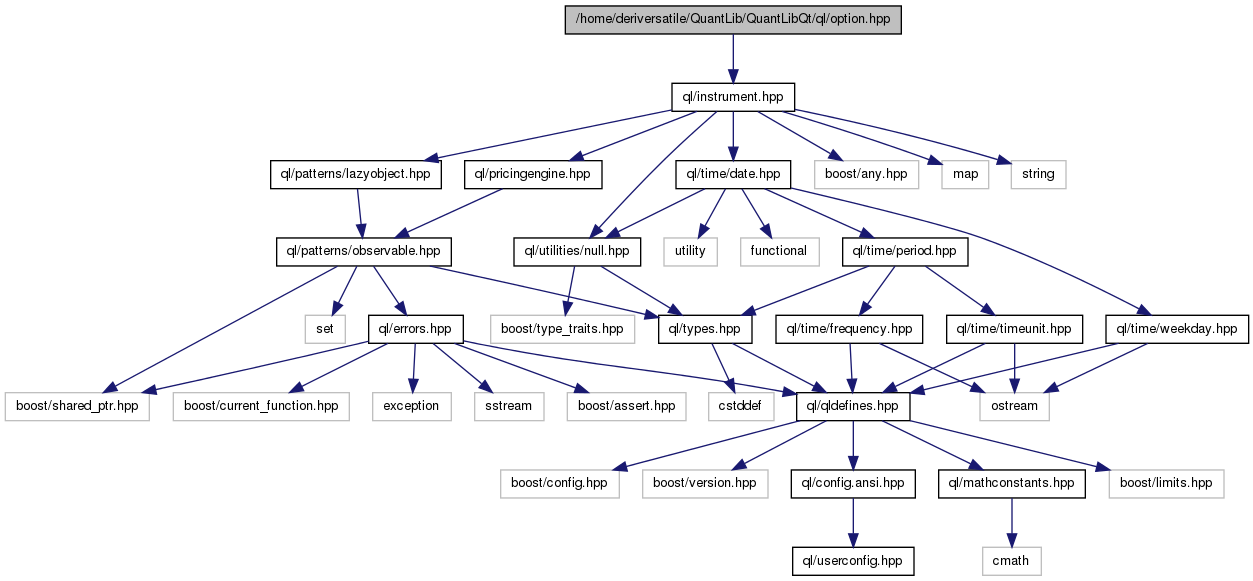 /home/deriversatile/QuantLib/QuantLibQt/ql/option.hpp
ql/instrument.hpp
ql/patterns/lazyobject.hpp
ql/pricingengine.hpp
ql/time/date.hpp
boost/any.hpp
map
string
ql/patterns/observable.hpp
ql/utilities/null.hpp
utility
functional
ql/time/period.hpp
set
ql/errors.hpp
boost/type_traits.hpp
ql/types.hpp
ql/time/frequency.hpp
ql/time/timeunit.hpp
ql/time/weekday.hpp
boost/shared_ptr.hpp
boost/current_function.hpp
exception
sstream
boost/assert.hpp
cstddef
ql/qldefines.hpp
ostream
boost/config.hpp
boost/version.hpp
ql/config.ansi.hpp
ql/mathconstants.hpp
boost/limits.hpp
ql/userconfig.hpp
cmath